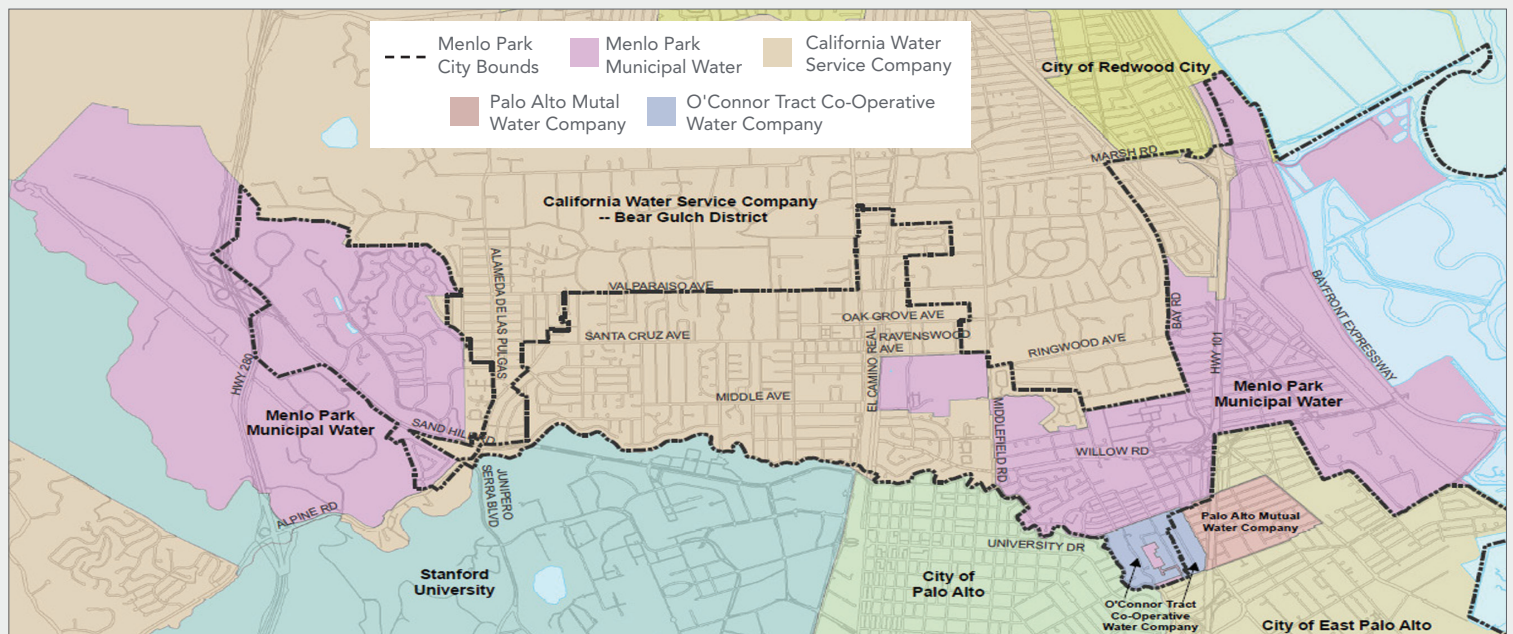 Menlo Park
City Bounds
Menlo Park
Municipal Water
California Water
Service Company
Palo Alto Mutal
Water Company
O'Connor Tract Co-Operative
Water Company
City of Redwood City
MARSH RD
California Water Service Company
-- Bear Gulch District
ALAMEDA DE LAS PULGAS
VALPARAISO AVE
SANTA CRUZ AVE
OAK GROVE AVE
RAVENSWOOD
AVE
EL CAMINO REAL
RINGWOOD AVE
BAY RD
HWY 101
BAYFRONT EXPRESSWAY
HWY 280
MIDDLE AVE
Menlo Park
Municipal Water
Menlo Park
Municipal Water
SAND HILL RD
MIDDLEFIELD RD
WILLOW RD
JUNIPERO
SERRA BLVD
ALPINE RD
Palo Alto Mutual
Water Company
UNIVERSITY DR
Stanford
University
City of
Palo Alto
O'Connor Tract
Co-Operative
Water Company
City of East Palo Alto